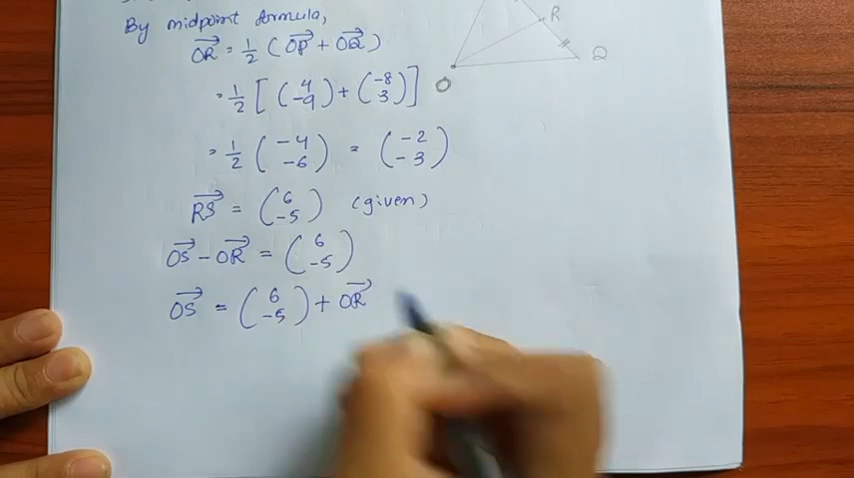 By midpoint formula,
R
Q
O
→OR = 1/2 (→OP + →OQ)
= 1/2 [ (4 -9) + (-8 3) ]
= 1/2 (-4 -6) = (-2 -3)
→RS = (6 -5) (given)
→OS - →OR = (6 -5)
→OS = (6 -5) + →OR